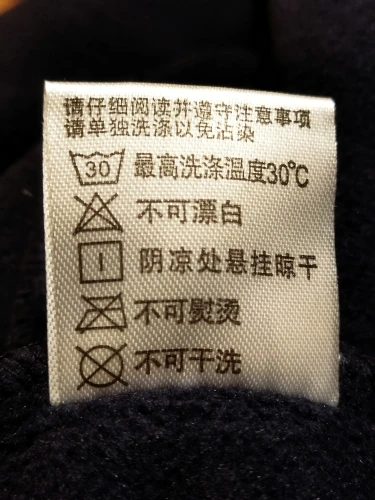 请仔细阅读并遵守注意事项
请单独洗涤以免沾染
30 最高洗涤温度30℃
不可漂白
阴凉处悬挂晾干
不可熨烫
不可干洗